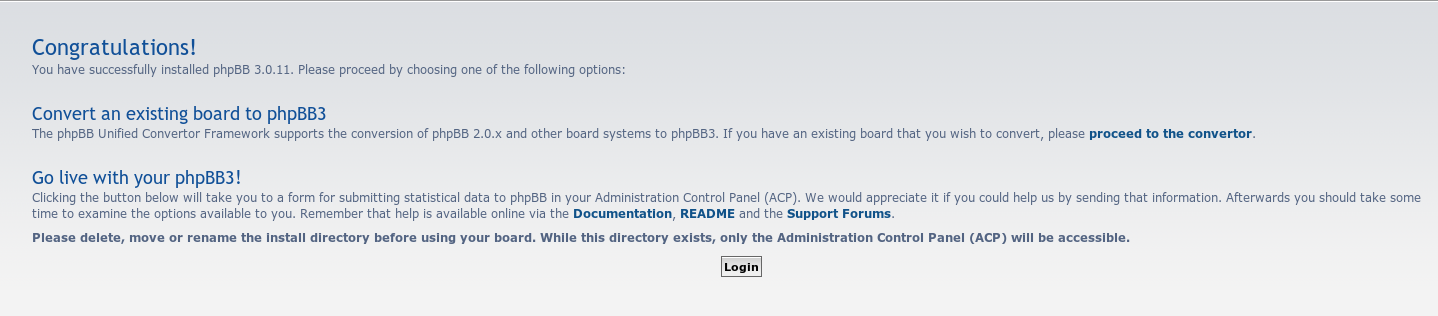 Congratulations!
You have successfully installed phpBB 3.0.11. Please proceed by choosing one of the following options:
Convert an existing board to phpBB3
The phpBB Unified Convertor Framework supports the conversion of phpBB 2.0.x and other board systems to phpBB3. If you have an existing board that you wish to convert, please proceed to the convertor.
Go live with your phpBB3!
Clicking the button below will take you to a form for submitting statistical data to phpBB in your Administration Control Panel (ACP). We would appreciate it if you could help us by sending that information. Afterwards you should take some
time to examine the options available to you. Remember that help is available online via the Documentation, README and the Support Forums.
Please delete, move or rename the install directory before using your board. While this directory exists, only the Administration Control Panel (ACP) will be accessible.
Login